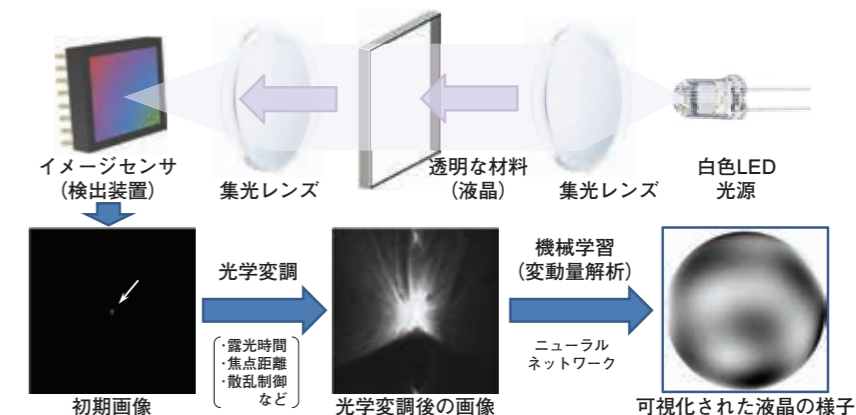 イメージセンサ
（検出装置）
集光レンズ
透明な材料
（液晶）
集光レンズ
白色LED
光源
光学変調
・露光時間
・焦点距離
・散乱制御
など
機械学習
（変動量解析）
ニューラル
ネットワーク
初期画像
光学変調後の画像
可視化された液晶の様子